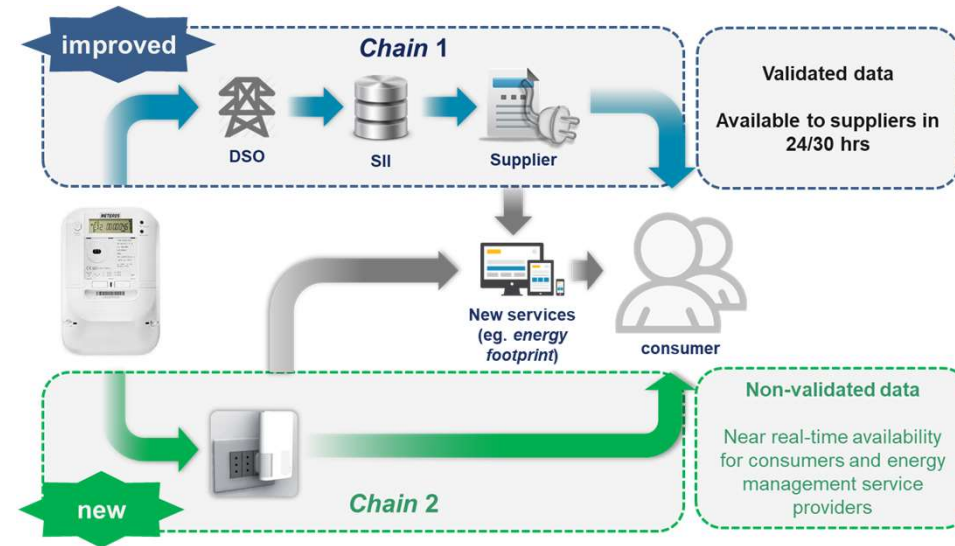 improved
Chain 1
DSO
SII
Supplier
Validated data
Available to suppliers in
24/30 hrs
New services
(eg. energy
footprint)
consumer
Chain 2
new
Non-validated data
Near real-time availability
for consumers and energy
management service
providers